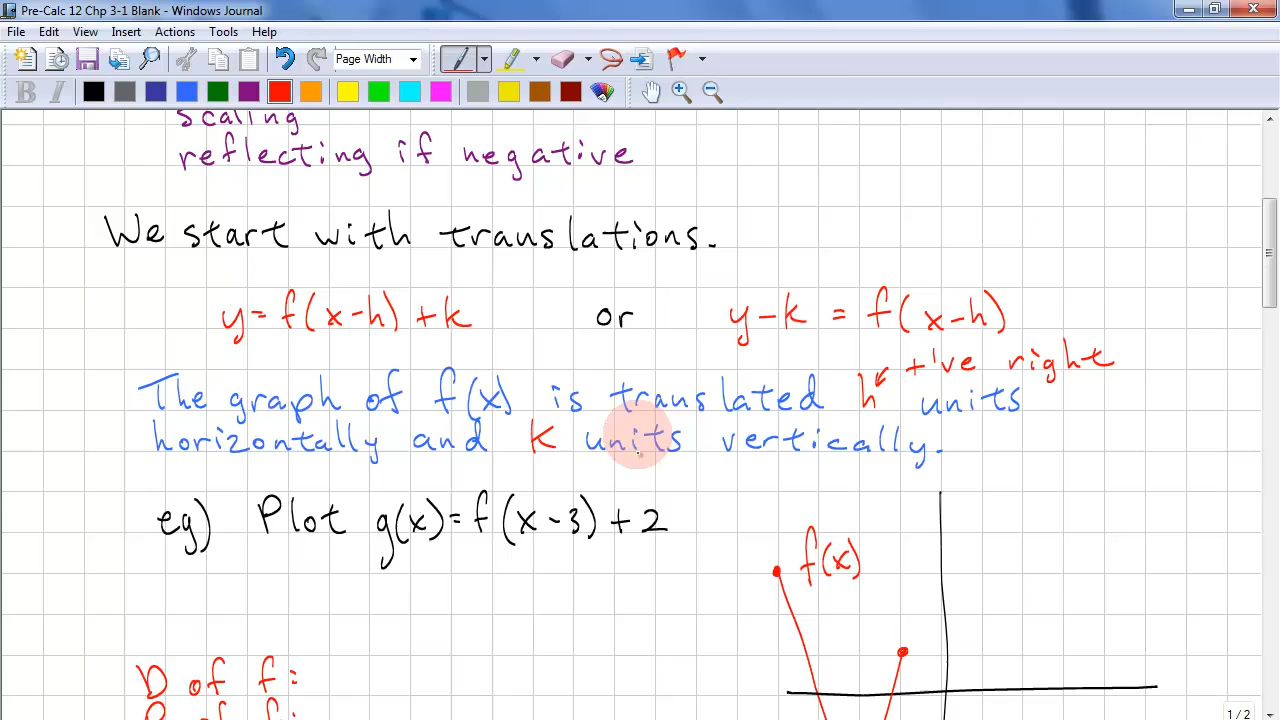 Pre-Calc 12 Chp 3-1 Blank - Windows Journal
File Edit View Insert Actions Tools Help
Page Width
B I
scaling
reflecting if negative
We start with translations.
y = f(x-h) + k or y-k = f(x-h)
+'ve right
The graph of f(x) is translated h units
horizontally and k units vertically.
eg) Plot g(x) = f(x-3) + 2
f(x)
D of f:
R of f:
1 / 2